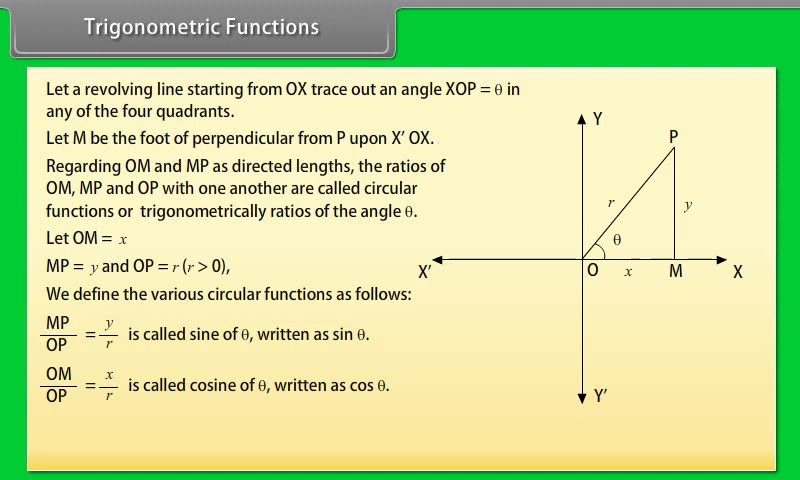 Trigonometric Functions
Let a revolving line starting from OX trace out an angle XOP = θ in
any of the four quadrants.
Let M be the foot of perpendicular from P upon X′ OX.
Regarding OM and MP as directed lengths, the ratios of
OM, MP and OP with one another are called circular
functions or trigonometrically ratios of the angle θ.
Let OM = x
MP = y and OP = r (r > 0),
We define the various circular functions as follows:
MP/OP = y/r is called sine of θ, written as sin θ.
OM/OP = x/r is called cosine of θ, written as cos θ.
Y
P
r
y
θ
X′
O
x
M
X
Y′